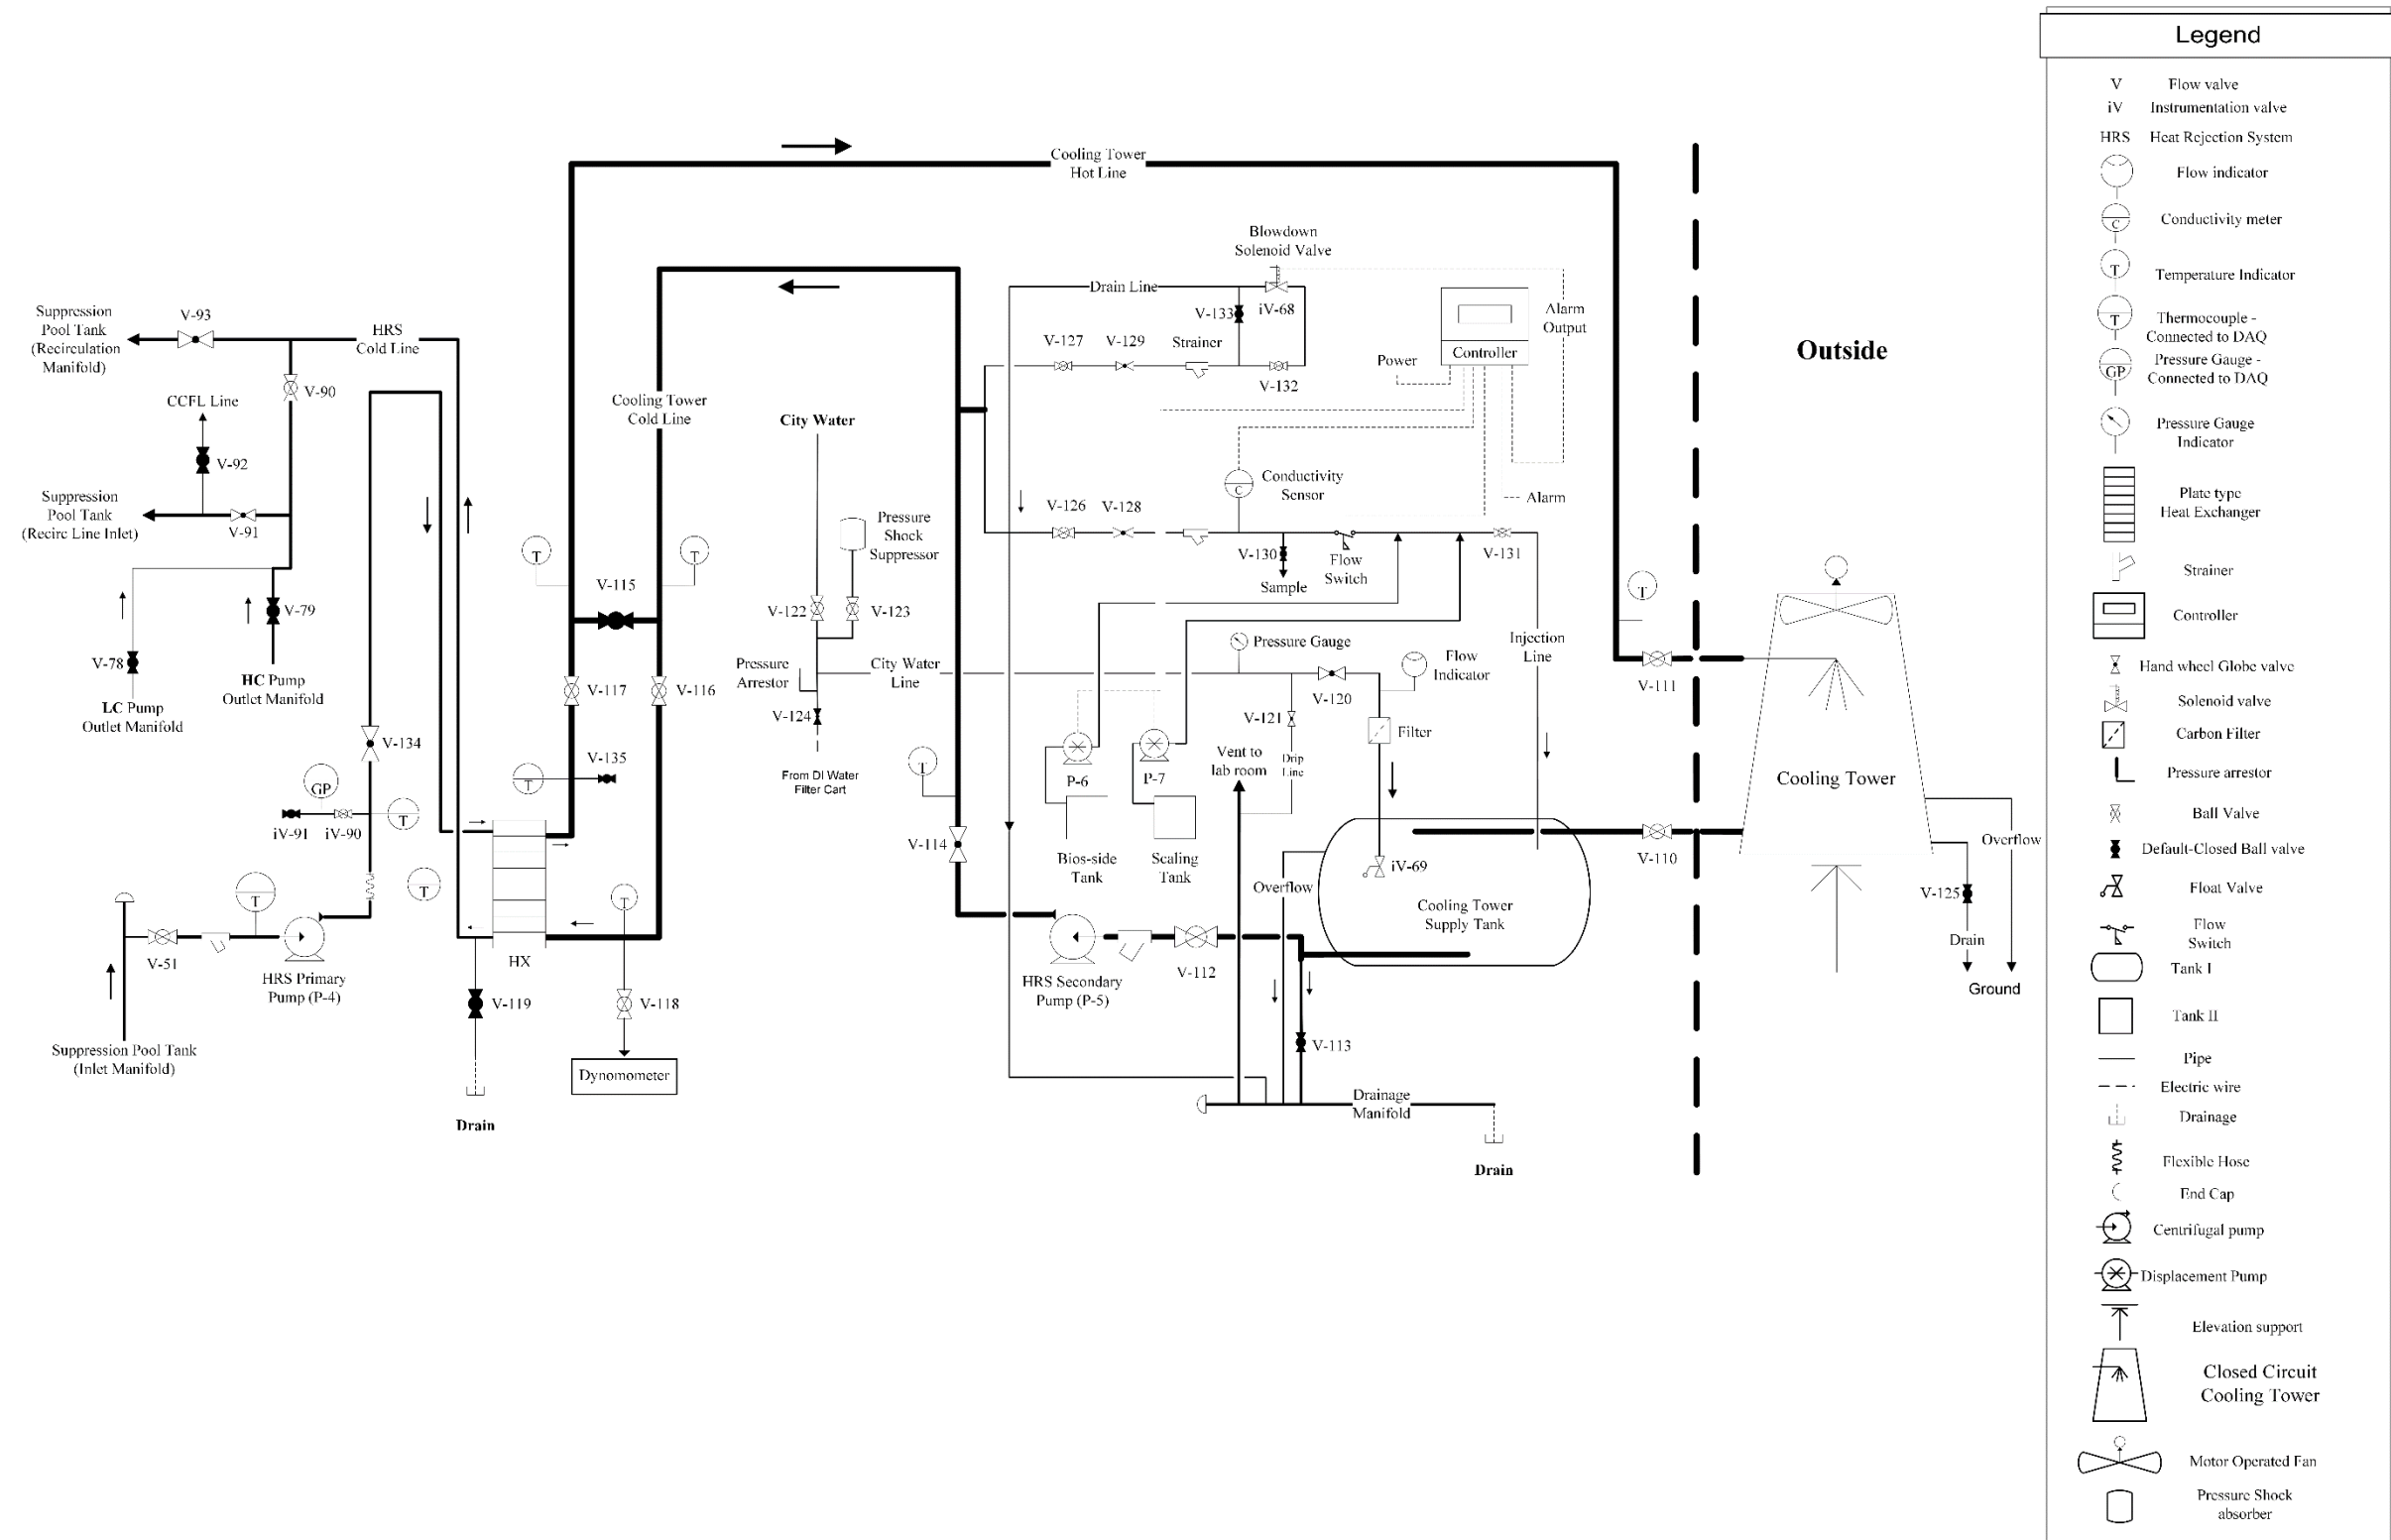 Legend
V Flow valve
iV Instrumentation valve
HRS Heat Rejection System
Flow indicator
C Conductivity meter
T Temperature Indicator
T Thermocouple -
Connected to DAQ
GP Pressure Gauge -
Connected to DAQ
Pressure Gauge
Indicator
Plate type
Heat Exchanger
Strainer
Controller
Hand wheel Globe valve
Solenoid valve
Carbon Filter
Pressure arrestor
Ball Valve
Default-Closed Ball valve
Float Valve
Flow
Switch
Tank I
Tank II
Pipe
Electric wire
Drainage
Flexible Hose
End Cap
Centrifugal pump
Displacement Pump
Elevation support
Closed Circuit
Cooling Tower
Motor Operated Fan
Pressure Shock
absorber
Cooling Tower
Hot Line
Blowdown
Solenoid Valve
Drain Line
V-133
iV-68
V-127
V-129
Strainer
V-132
Power
Controller
Alarm
Output
Alarm
Outside
Suppression
Pool Tank
(Recirculation
Manifold)
V-93
HRS
Cold Line
V-90
CCFL Line
V-92
Suppression
Pool Tank
(Recirc Line Inlet)
V-91
V-79
V-78
HC Pump
Outlet Manifold
LC Pump
Outlet Manifold
V-134
GP
iV-91
iV-90
T
T
T
V-51
HRS Primary
Pump (P-4)
Suppression Pool Tank
(Inlet Manifold)
Cooling Tower
Cold Line
T
T
V-115
V-117
V-116
T
V-135
HX
T
V-119
V-118
Drain
Dynomometer
City Water
Pressure
Shock
Suppressor
V-122
V-123
Pressure
Arrestor
City Water
Line
V-124
From DI Water
Filter Cart
T
V-114
V-126
V-128
C
Conductivity
Sensor
V-130
Sample
Flow
Switch
V-131
Injection
Line
Pressure Gauge
Flow
Indicator
V-120
V-121
Filter
Vent to
lab room
Drip
Line
P-6
P-7
Bios-side
Tank
Scaling
Tank
Overflow
iV-69
Cooling Tower
Supply Tank
HRS Secondary
Pump (P-5)
V-112
V-113
Drainage
Manifold
Drain
T
V-111
V-110
Cooling Tower
Overflow
V-125
Drain
Ground